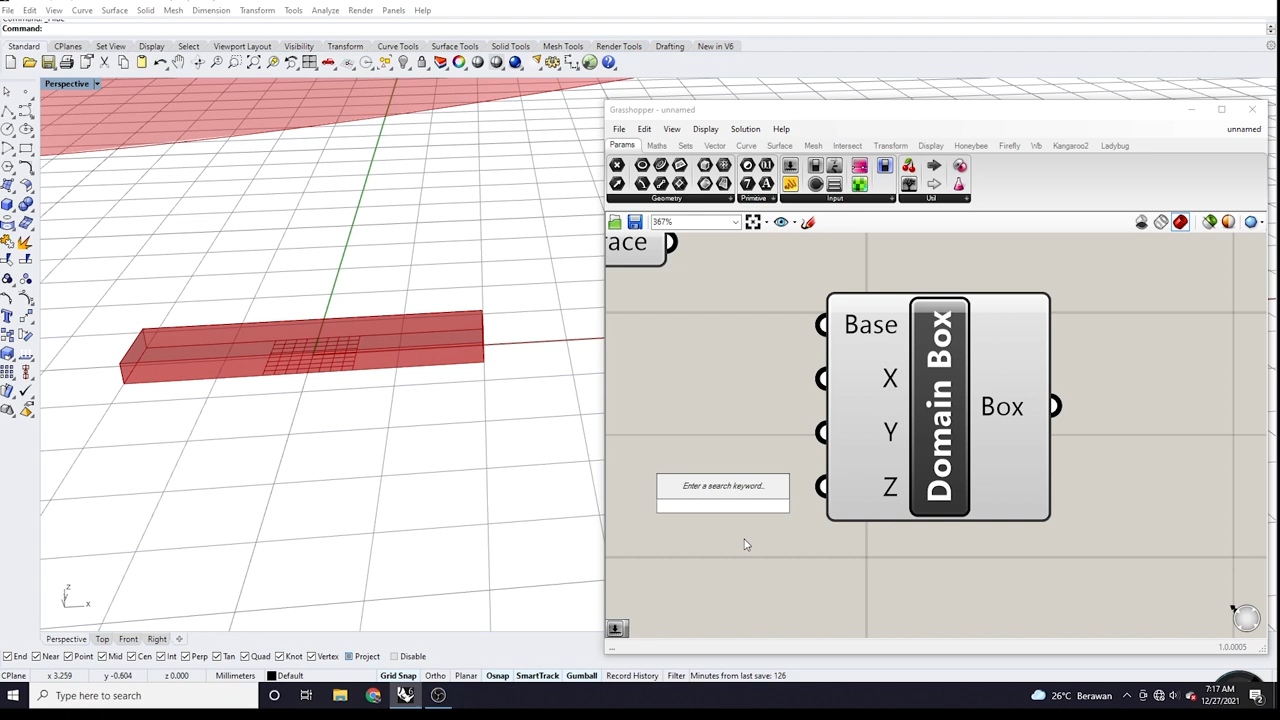 File Edit View Curve Surface Solid Mesh Dimension Transform Tools Analyze Render Panels Help
Command:
Standard CPlanes Set View Display Select Viewport Layout Visibility Transform Curve Tools Surface Tools Solid Tools Mesh Tools Render Tools Drafting New in V6
Perspective
Grasshopper - unnamed
File Edit View Display Solution Help
unnamed
Params Maths Sets Vector Curve Surface Mesh Intersect Transform Display Honeybee Firefly Wb Kangaroo2 Ladybug
Geometry Primitive Input Util
367%
ace
Base
X
Y
Z
Domain Box
Box
Enter a search keyword..
z
y
x
Perspective Top Front Right
...
1.0.0005
End Near Point Mid Cen Int Perp Tan Quad Knot Vertex Project Disable
CPlane x 3.259 y -0.604 z 0.000 Millimeters Default Grid Snap Ortho Planar Osnap SmartTrack Gumball Record History Filter Minutes from last save: 126
Type here to search
26°C Berawan
7:17 AM
12/27/2021
2